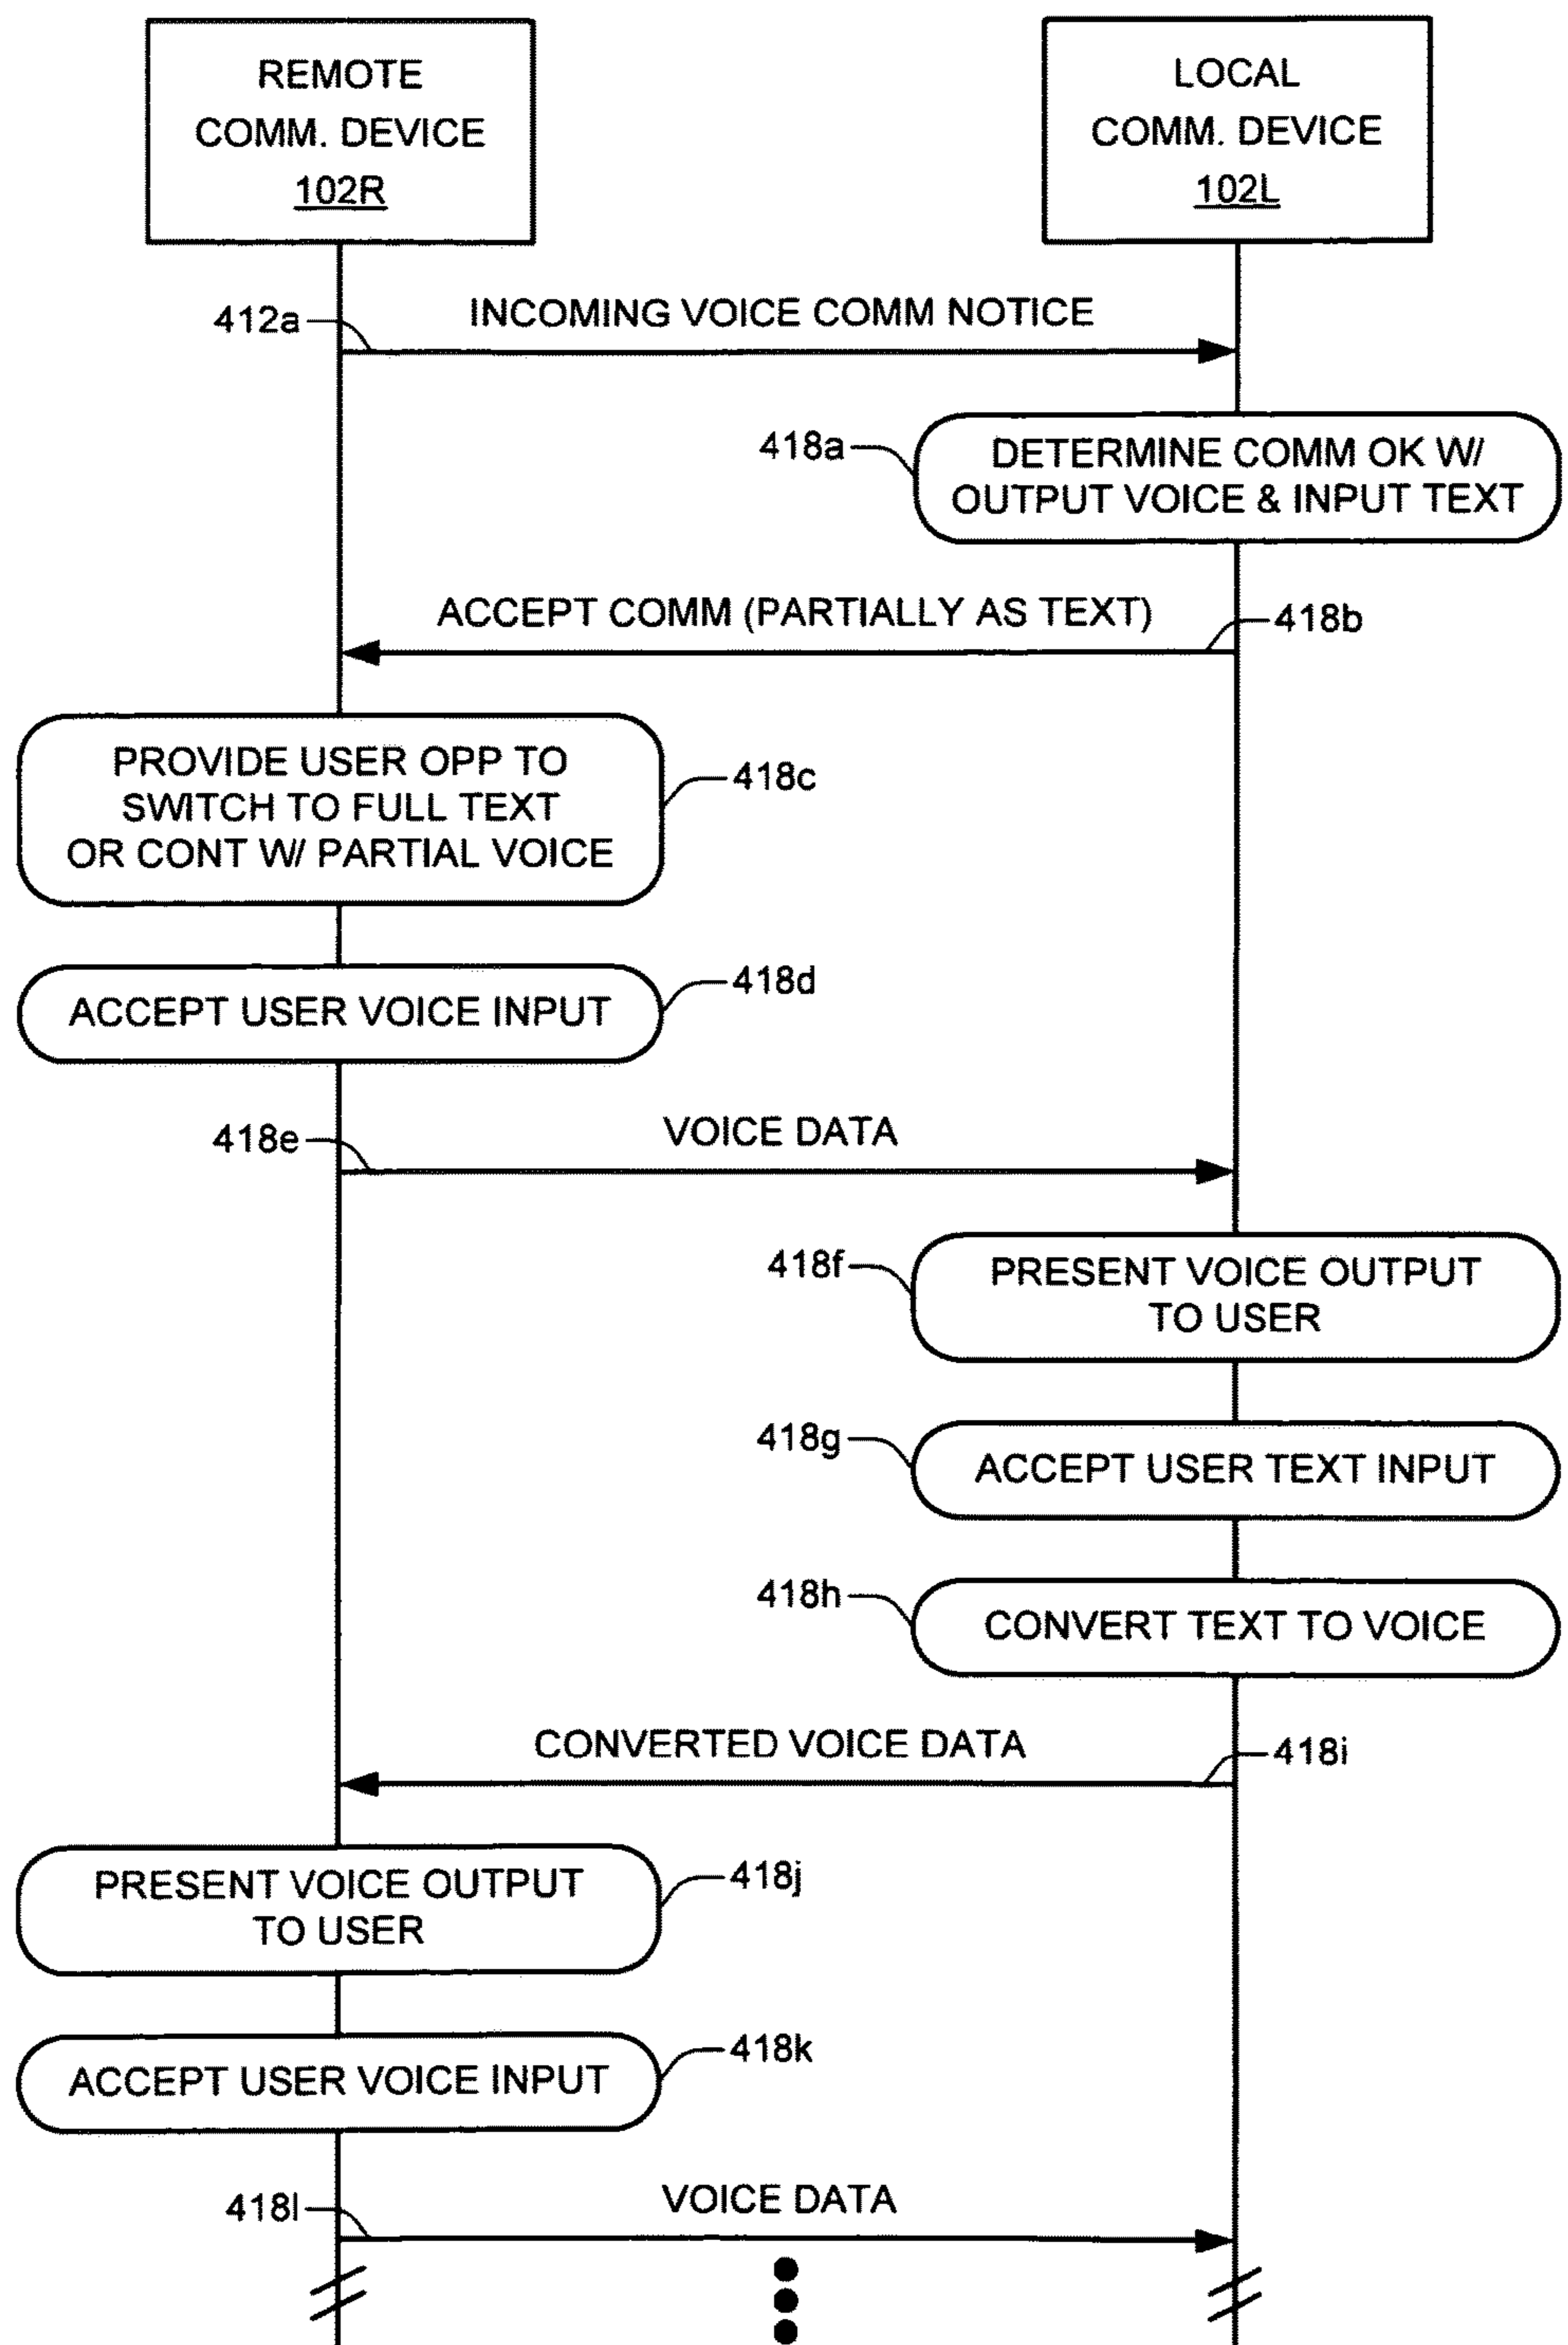 REMOTE
COMM. DEVICE
102R
LOCAL
COMM. DEVICE
102L
412a
INCOMING VOICE COMM NOTICE
418a
DETERMINE COMM OK W/
OUTPUT VOICE & INPUT TEXT
ACCEPT COMM (PARTIALLY AS TEXT)
418b
PROVIDE USER OPP TO
SWITCH TO FULL TEXT
OR CONT W/ PARTIAL VOICE
418c
ACCEPT USER VOICE INPUT
418d
418e
VOICE DATA
418f
PRESENT VOICE OUTPUT
TO USER
418g
ACCEPT USER TEXT INPUT
418h
CONVERT TEXT TO VOICE
CONVERTED VOICE DATA
418i
PRESENT VOICE OUTPUT
TO USER
418j
ACCEPT USER VOICE INPUT
418k
418l
VOICE DATA